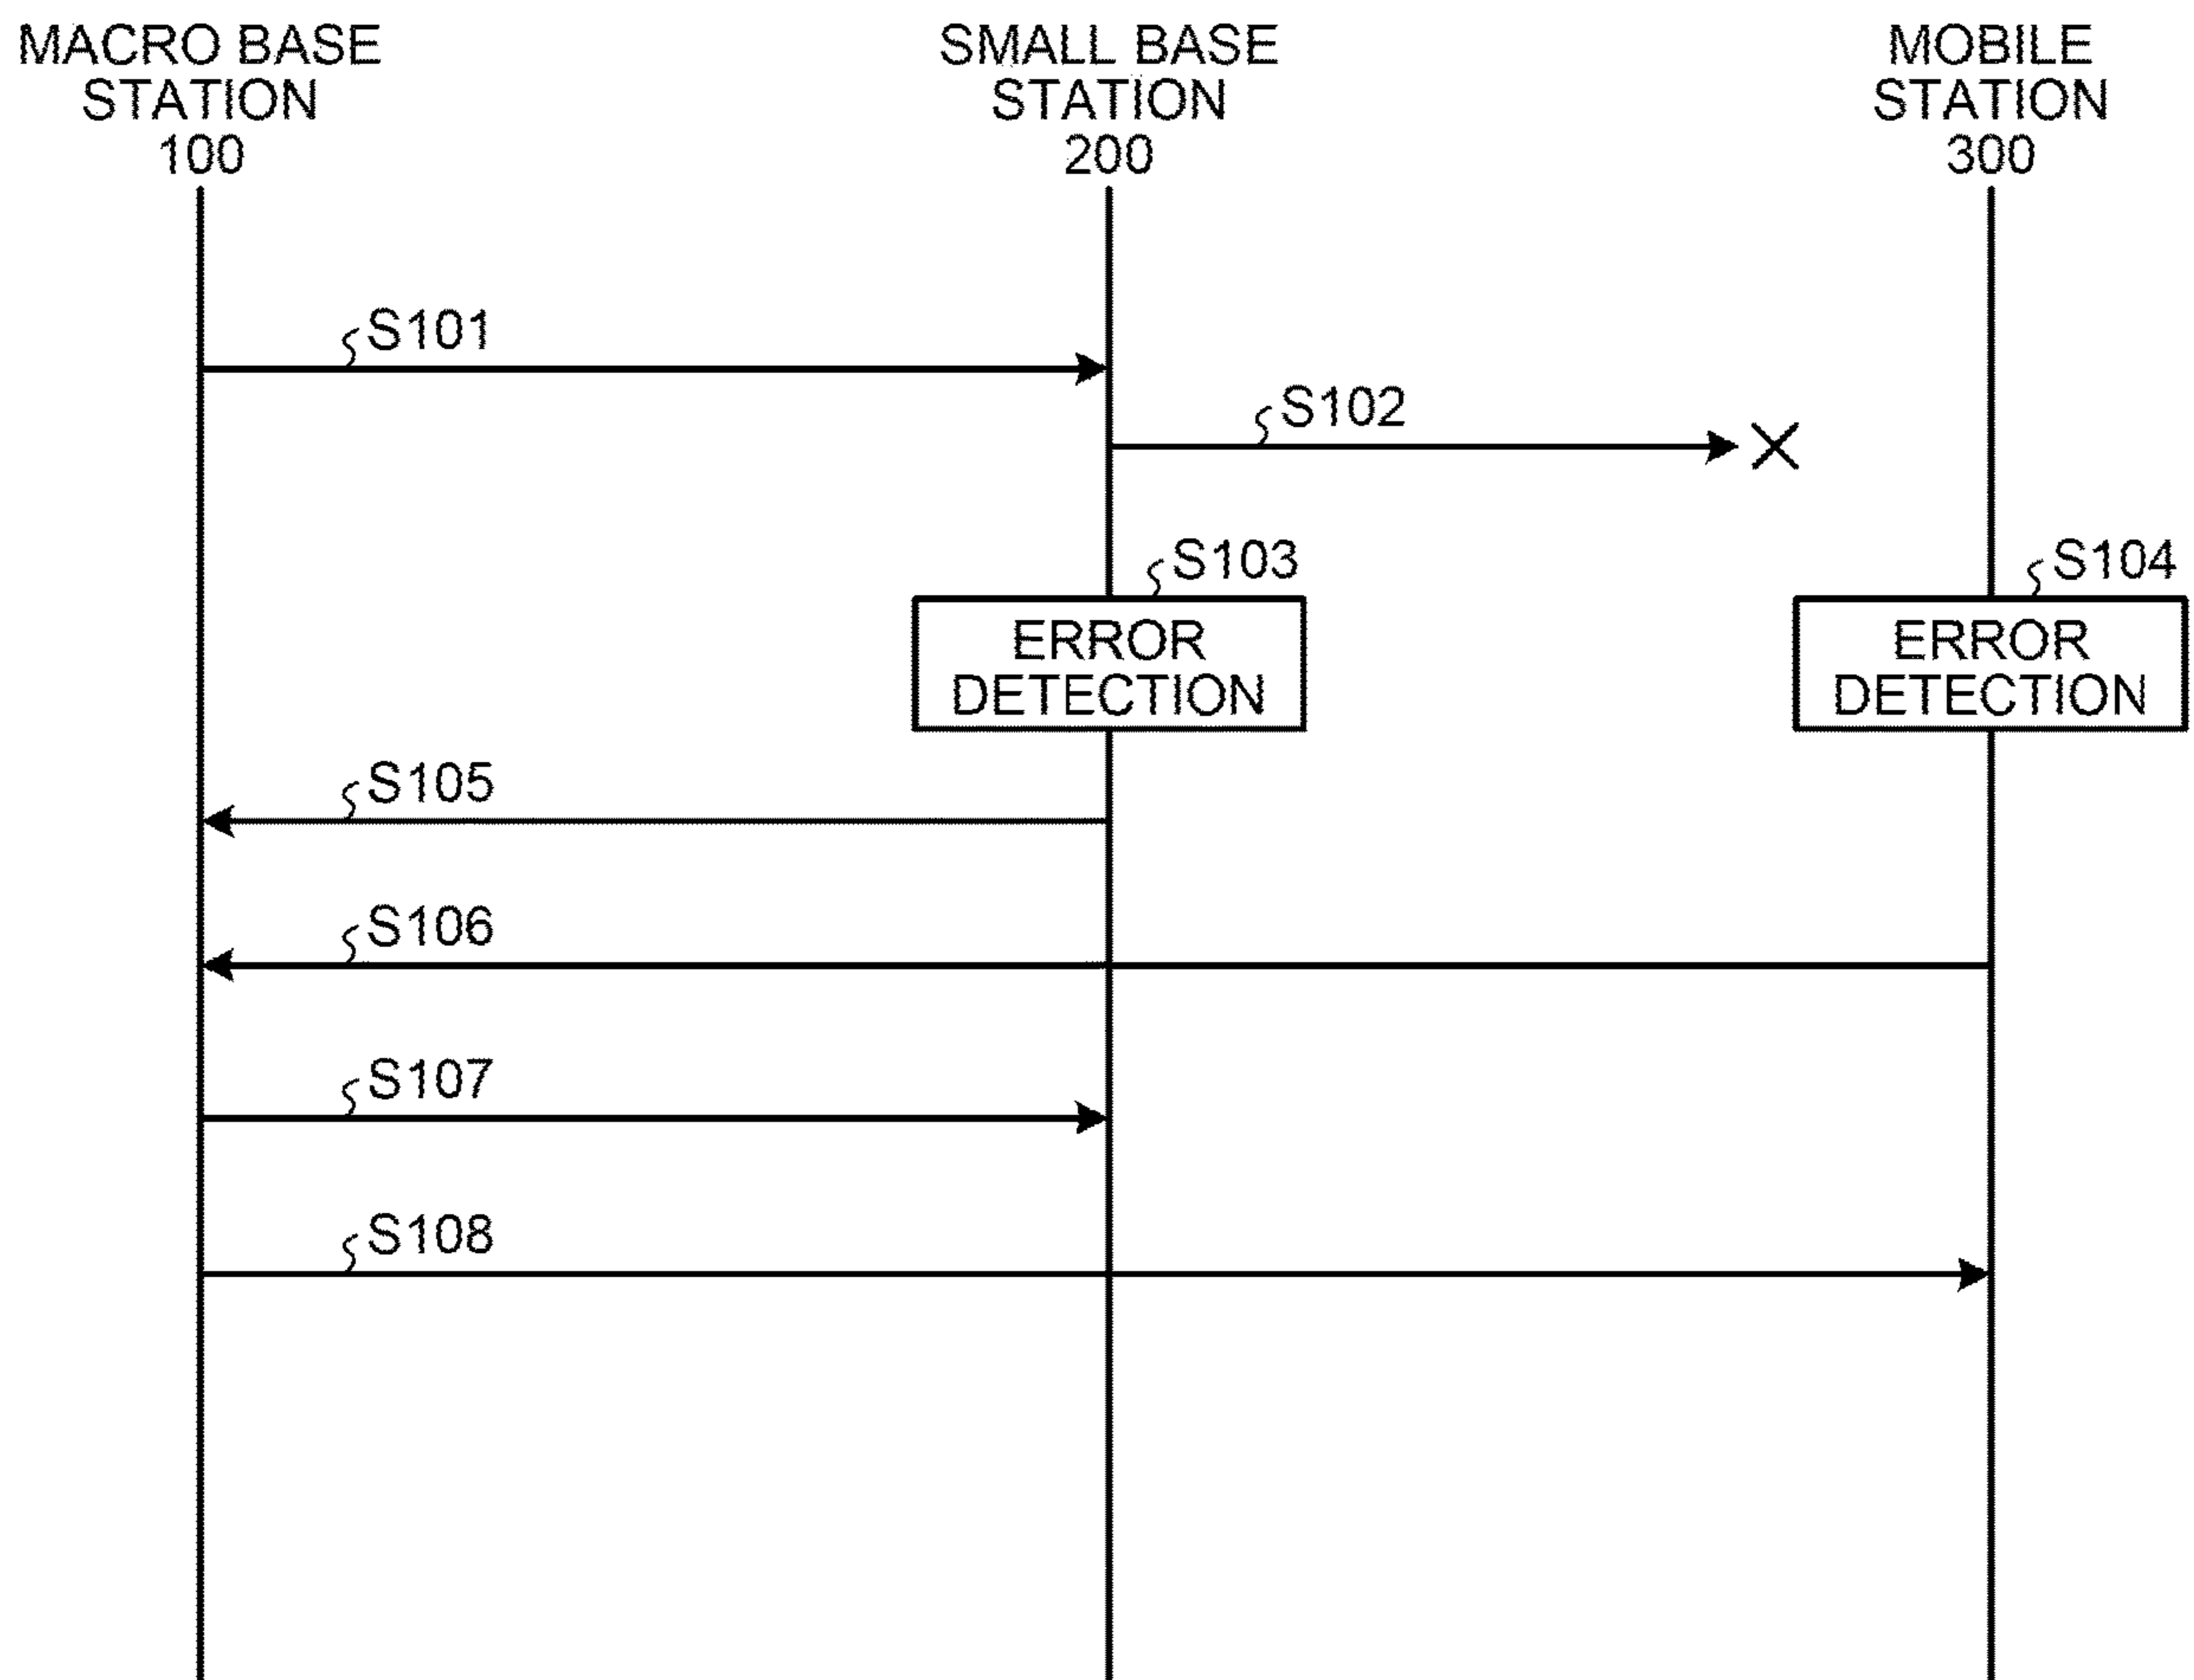 MACRO BASE
STATION
100
SMALL BASE
STATION
200
MOBILE
STATION
300
S101
S102
S103
ERROR
DETECTION
S104
ERROR
DETECTION
S105
S106
S107
S108